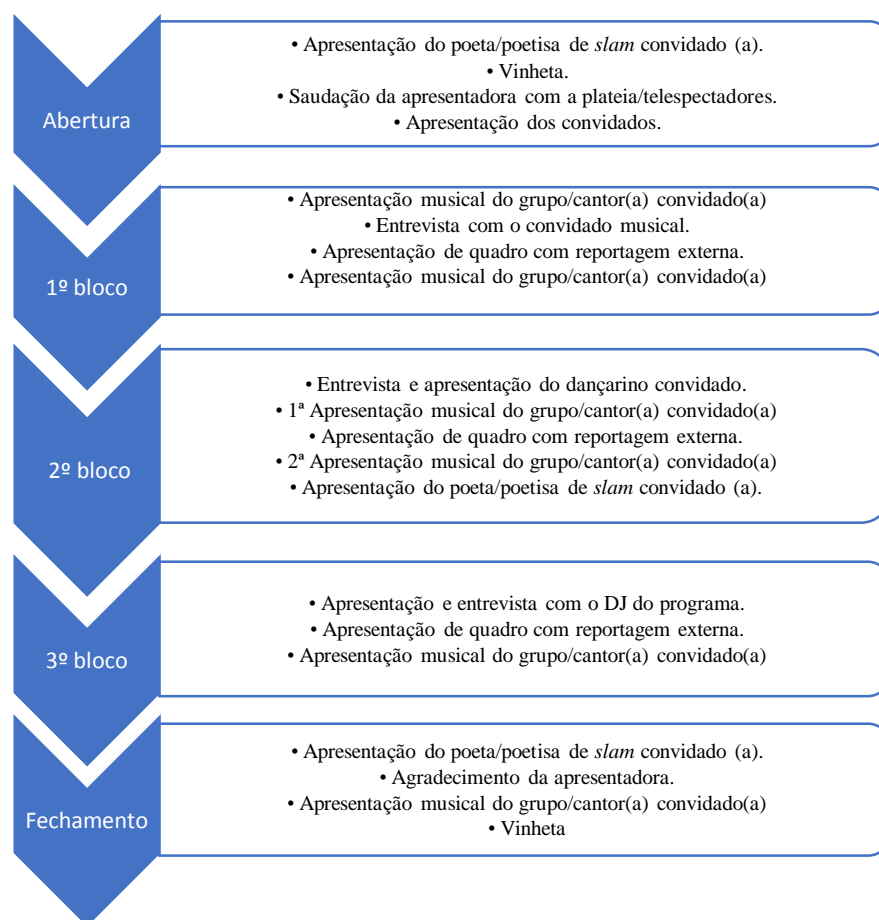 Abertura
• Apresentação do poeta/poetisa de slam convidado (a).
• Vinheta.
• Saudação da apresentadora com a plateia/telespectadores.
• Apresentação dos convidados.
1º bloco
• Apresentação musical do grupo/cantor(a) convidado(a)
• Entrevista com o convidado musical.
• Apresentação de quadro com reportagem externa.
• Apresentação musical do grupo/cantor(a) convidado(a)
2º bloco
• Entrevista e apresentação do dançarino convidado.
• 1ª Apresentação musical do grupo/cantor(a) convidado(a)
• Apresentação de quadro com reportagem externa.
• 2ª Apresentação musical do grupo/cantor(a) convidado(a)
• Apresentação do poeta/poetisa de slam convidado (a).
3º bloco
• Apresentação e entrevista com o DJ do programa.
• Apresentação de quadro com reportagem externa.
• Apresentação musical do grupo/cantor(a) convidado(a)
Fechamento
• Apresentação do poeta/poetisa de slam convidado (a).
• Agradecimento da apresentadora.
• Apresentação musical do grupo/cantor(a) convidado(a)
• Vinheta